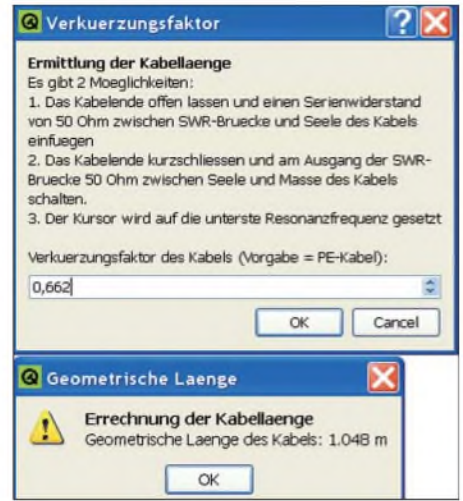 Verkuerzungsfaktor
Ermittlung der Kabellaenge
Es gibt 2 Moeglichkeiten:
1. Das Kabelende offen lassen und einen Serienwiderstand
von 50 Ohm zwischen SWR-Bruecke und Seele des Kabels
einfuegen
2. Das Kabelende kurzschliessen und am Ausgang der SWR-
Bruecke 50 Ohm zwischen Seele und Masse des Kabels
schalten.
3. Der Kursor wird auf die unterste Resonanzfrequenz gesetzt
Verkuerzungsfaktor des Kabels (Vorgabe = PE-Kabel):
0,662
OK Cancel
Geometrische Laenge
Errechnung der Kabellaenge
Geometrische Laenge des Kabels: 1.048 m
OK